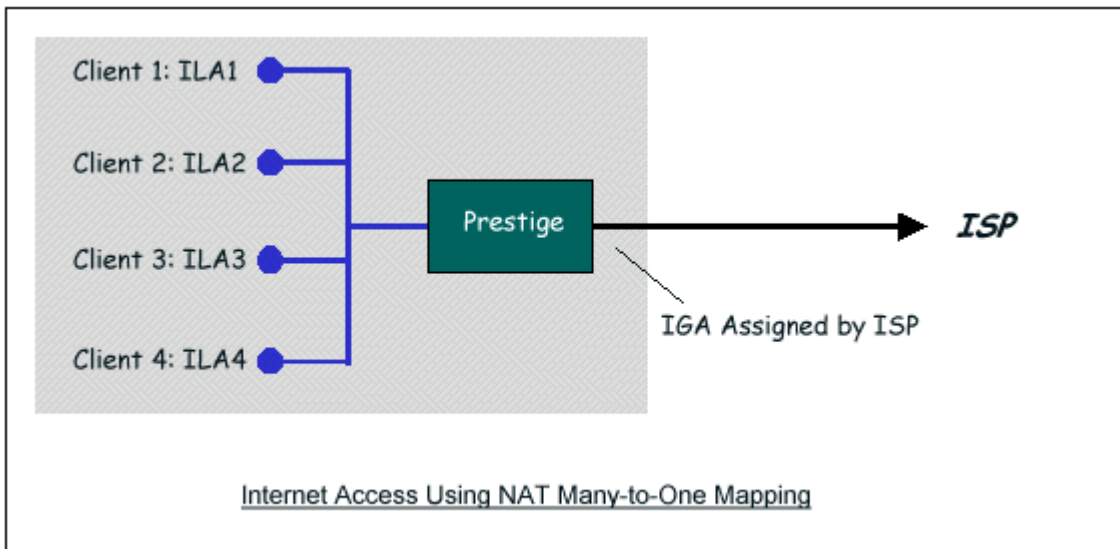 Client 1: ILA1
Client 2: ILA2
Prestige
ISP
Client 3: ILA3
IGA Assigned by ISP
Client 4: ILA4
Internet Access Using NAT Many-to-One Mapping